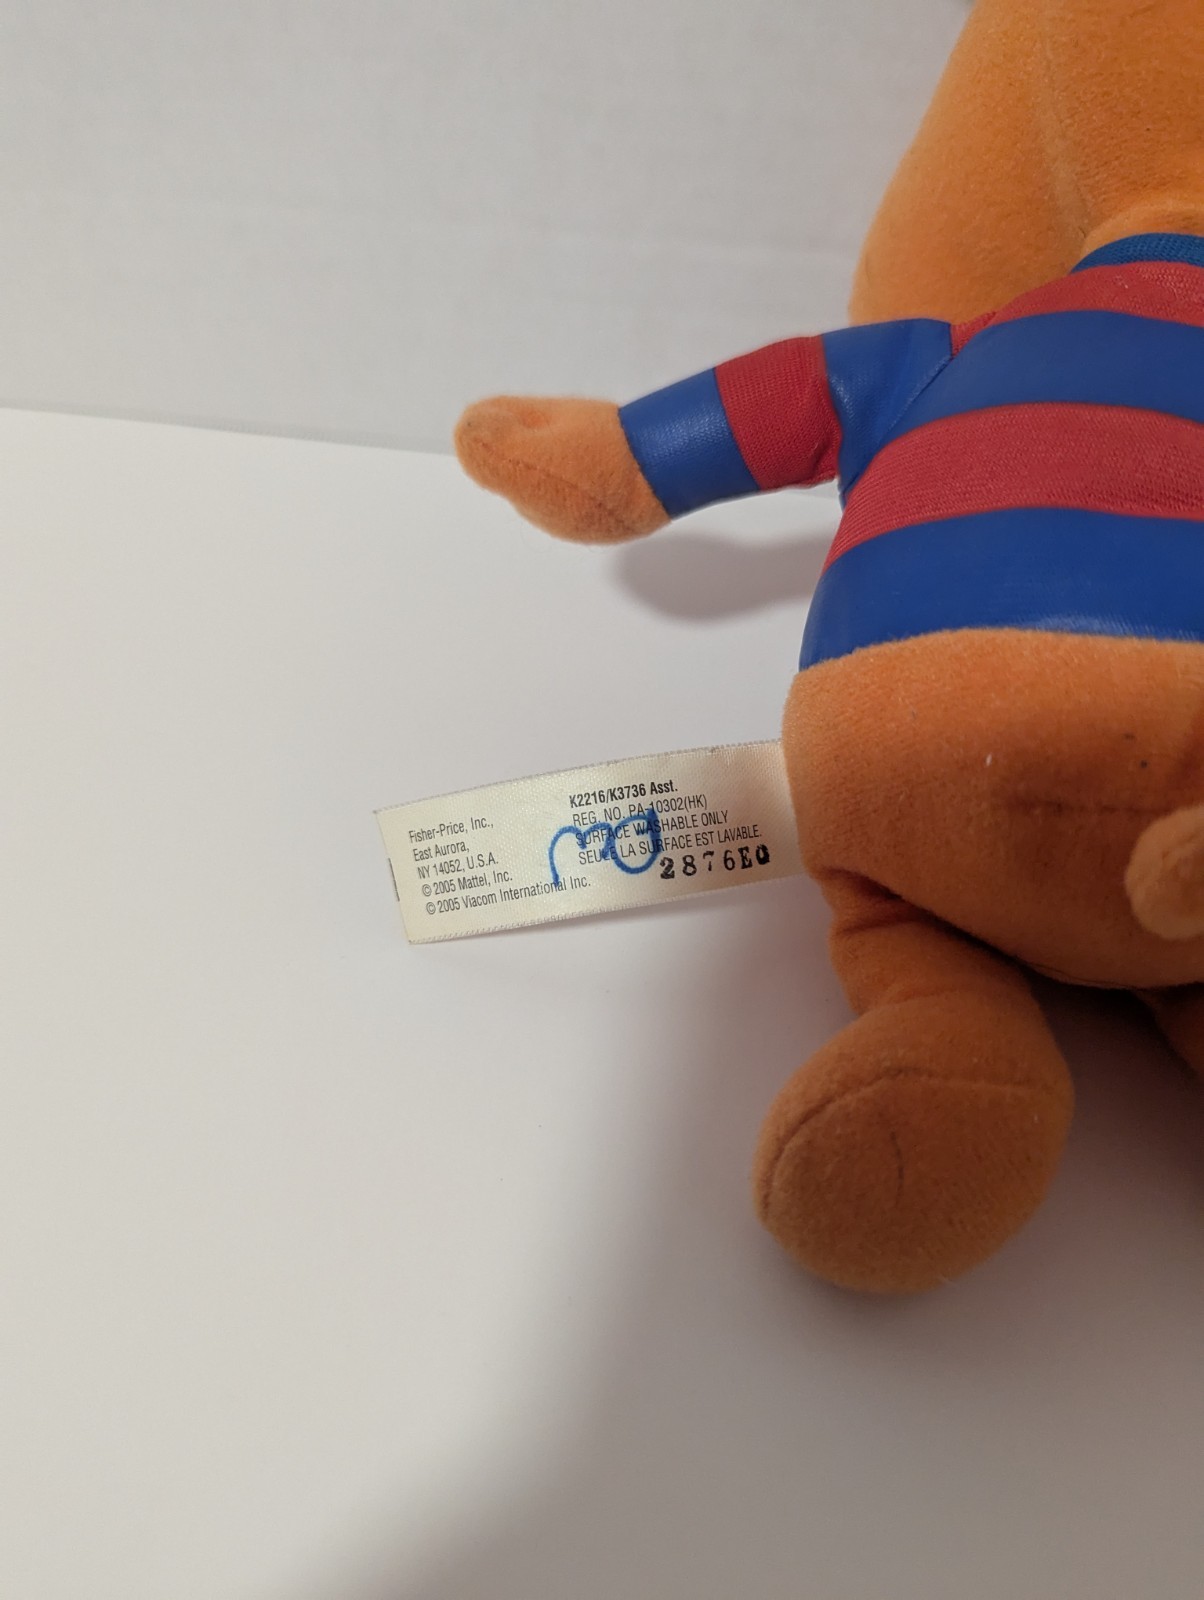 Fisher-Price, Inc.,
East Aurora,
NY 14052, U.S.A.
© 2005 Mattel, Inc.
© 2005 Viacom International Inc.
K2216/K3736 Asst.
REG. NO. PA-10302(HK)
SURFACE WASHABLE ONLY
SEULE LA SURFACE EST LAVABLE.
2876EQ